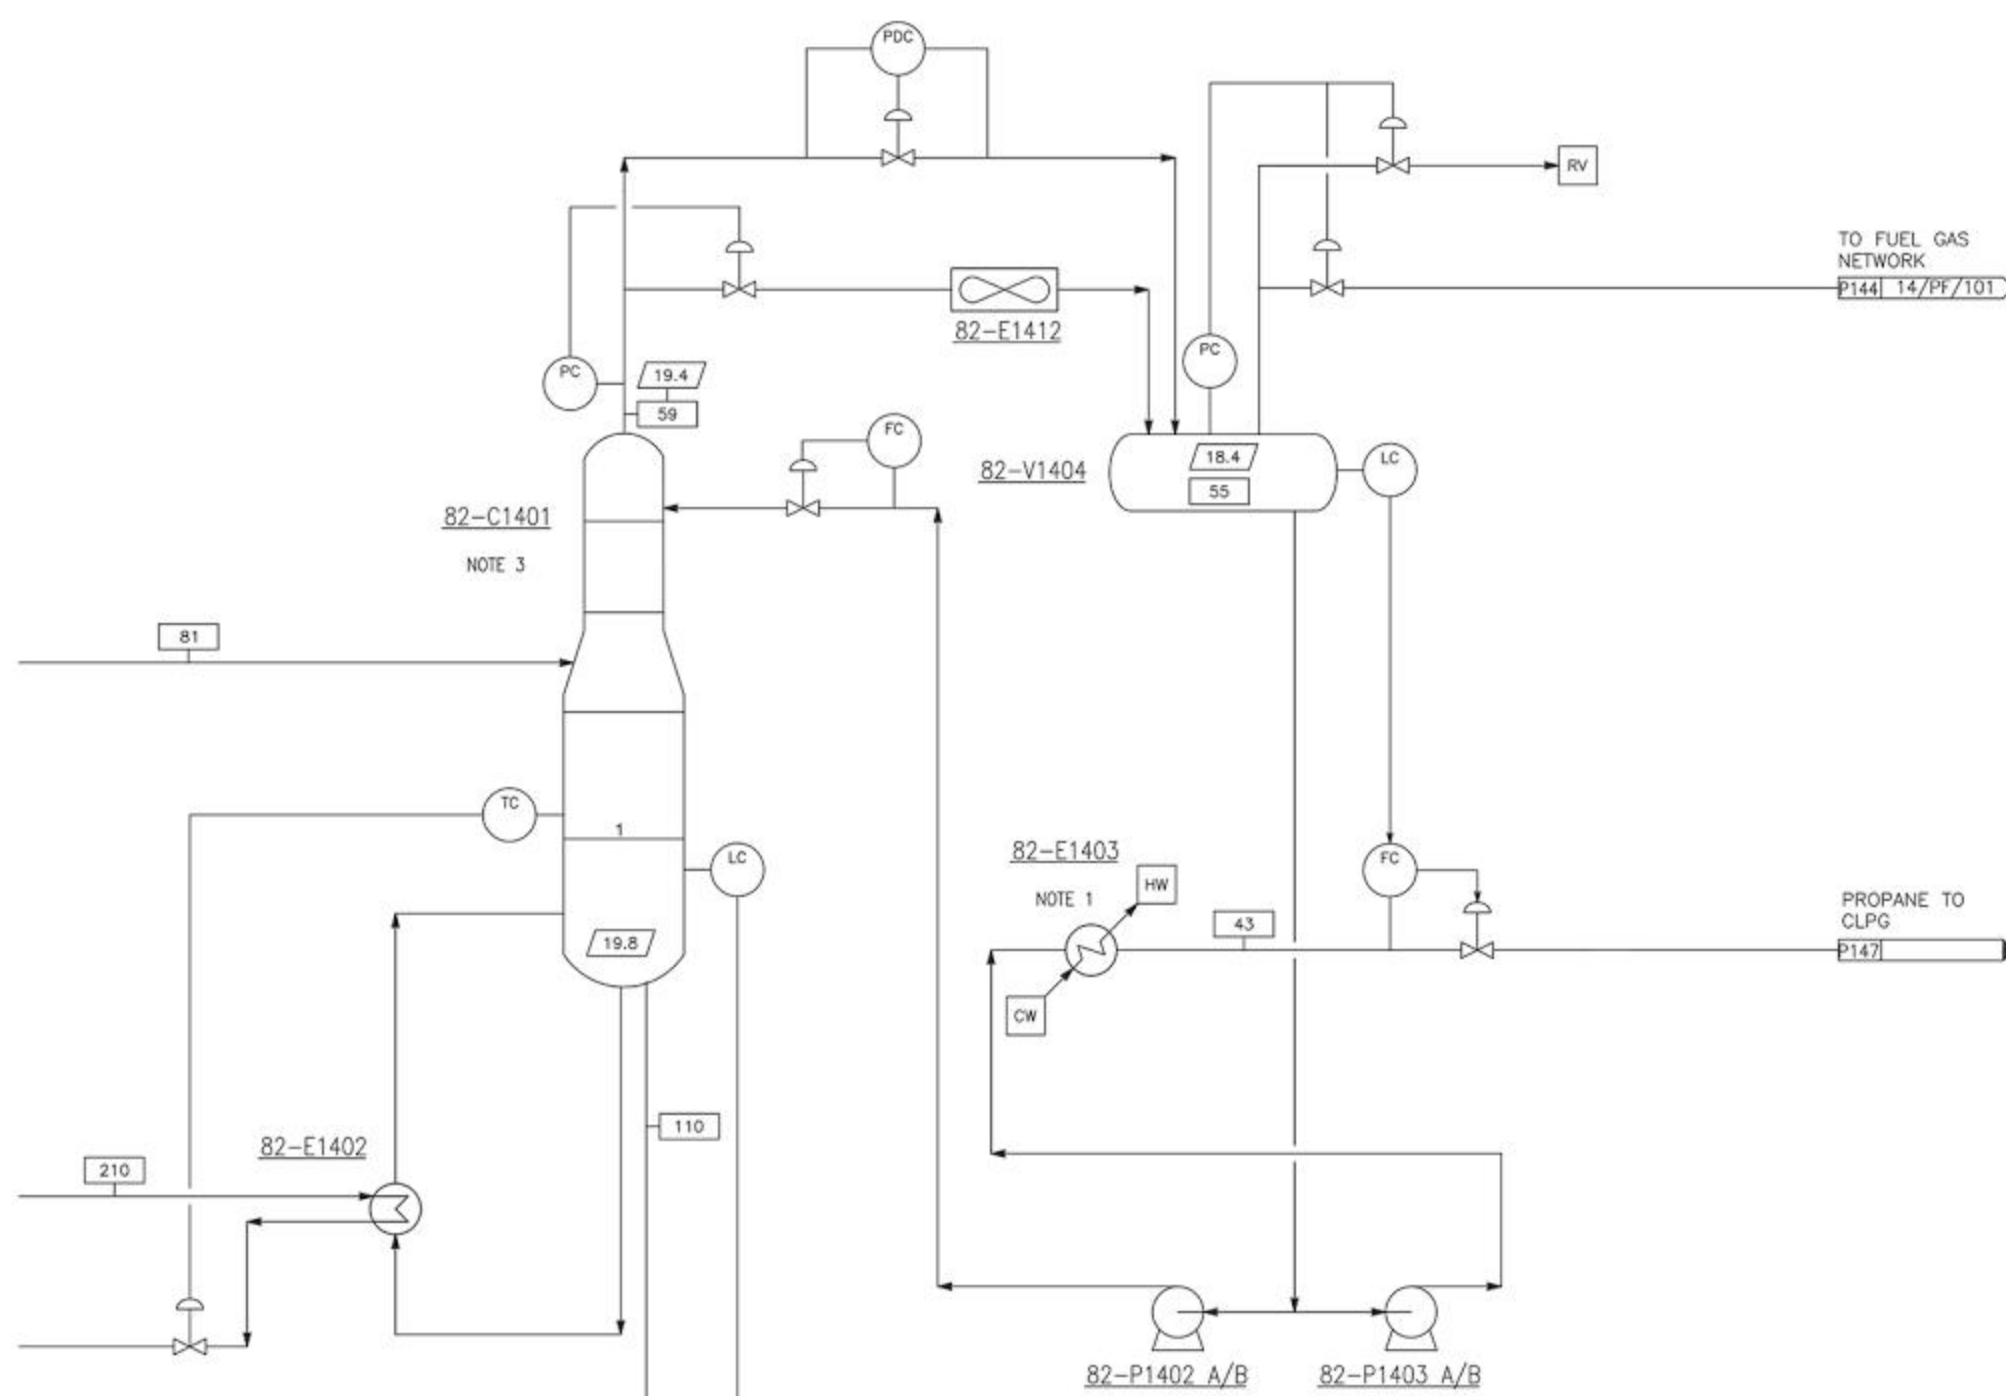 PDC
RV
TO FUEL GAS
NETWORK
P144 14/PF/101
82-E1412
PC
19.4
59
PC
FC
82-V1404
18.4
55
LC
82-C1401
NOTE 3
81
TC
1
LC
82-E1403
NOTE 1
HW
FC
43
PROPANE TO
CLPG
P147
19.8
CW
110
82-E1402
210
82-P1402 A/B
82-P1403 A/B